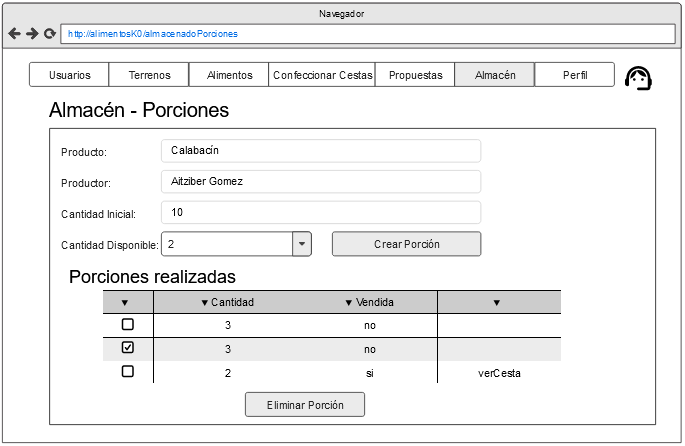 Navegador
http://alimentosK0/almacenadoPorciones
Usuarios Terrenos Alimentos Confeccionar Cestas Propuestas Almacén Perfil
Almacén - Porciones
Producto: Calabacín
Productor: Aitziber Gomez
Cantidad Inicial: 10
Cantidad Disponible: 2 Crear Porción
Porciones realizadas
Cantidad Vendida
3 no
3 no
2 si verCesta
Eliminar Porción